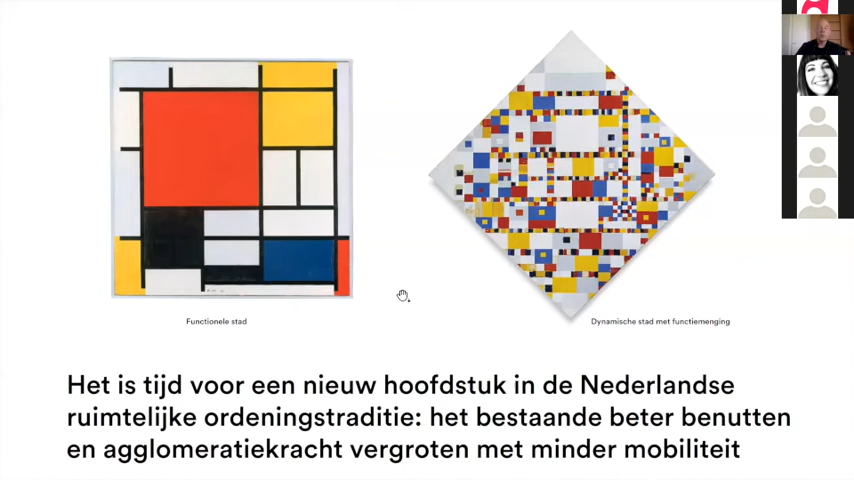 Functionele stad
Dynamische stad met functiemenging
Het is tijd voor een nieuw hoofdstuk in de Nederlandse
ruimtelijke ordeningstraditie: het bestaande beter benutten
en agglomeratiekracht vergroten met minder mobiliteit